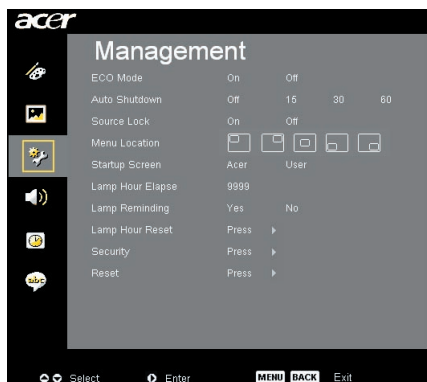 acer
Management
ECO Mode On Off
Auto Shutdown Off 15 30 60
Source Lock On Off
Menu Location
Startup Screen Acer User
Lamp Hour Elapse 9999
Lamp Reminding Yes No
Lamp Hour Reset Press
Security Press
Reset Press
abc
Select Enter MENU BACK Exit